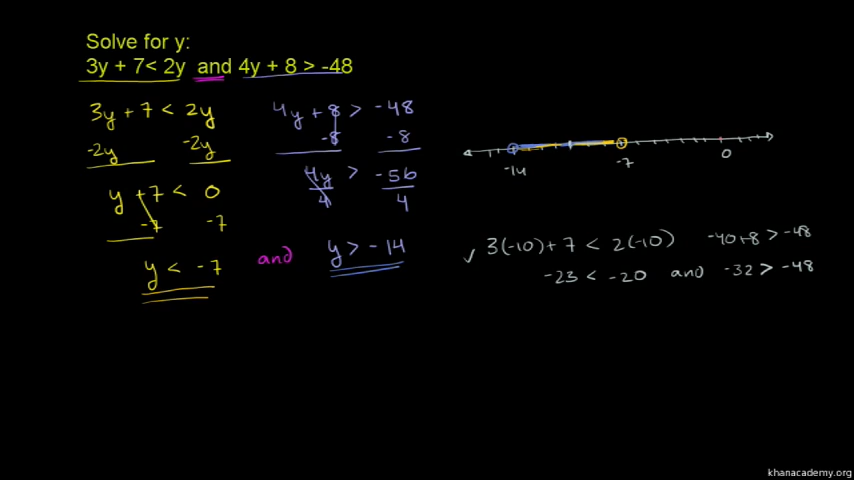 Solve for y:
3y + 7< 2y and 4y + 8 > -48
3y + 7 < 2y
-2y -2y
y + 7 < 0
-7 -7
y < -7
and
4y + 8 > -48
-8 -8
4y > -56
4 4
y > -14
-14 -7 0
✓ 3(-10) + 7 < 2(-10) -40+8 > -48
-23 < -20 and -32 > -48
khanacademy.org